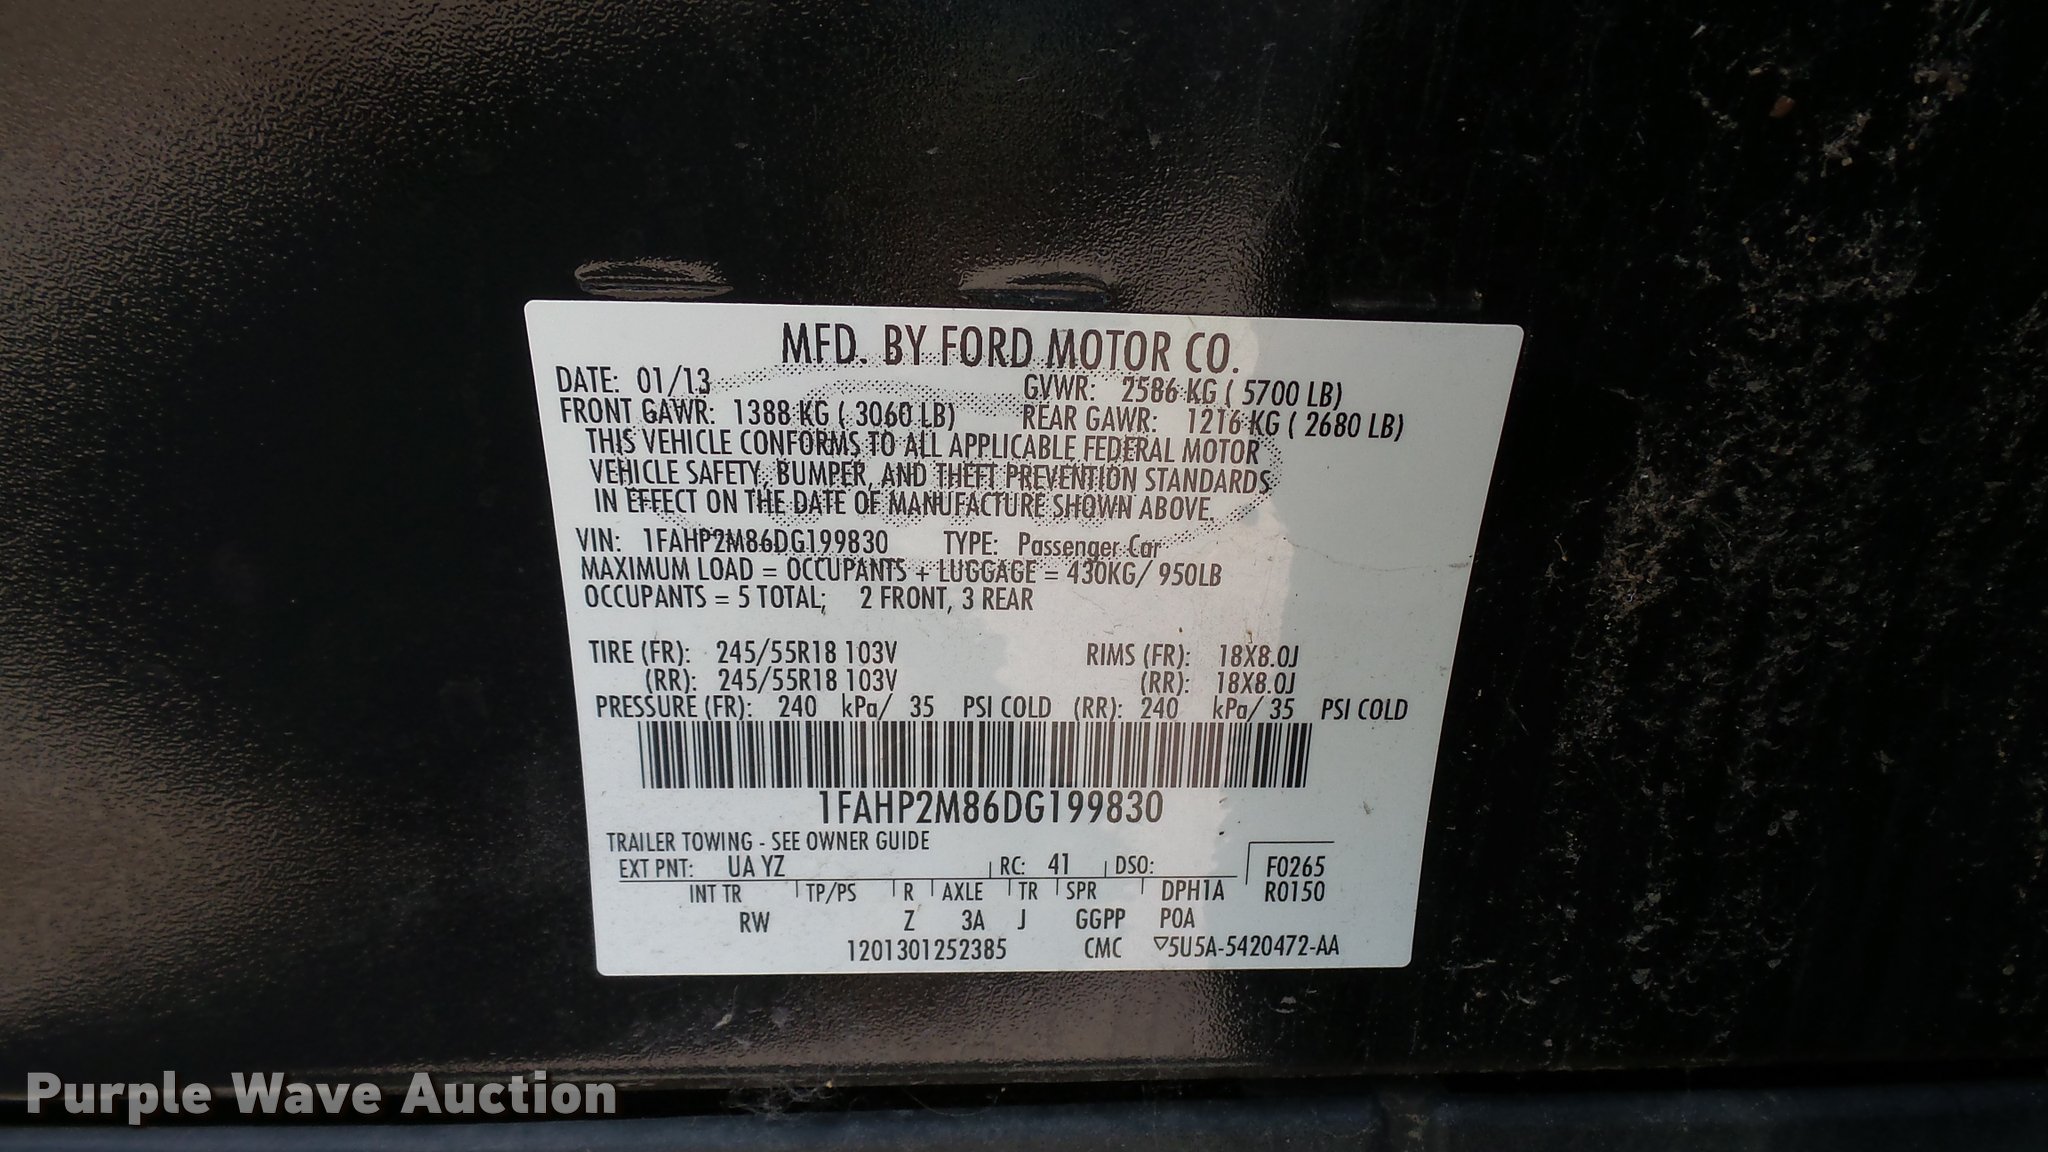 MFD. BY FORD MOTOR CO.
DATE: 01/13 GVWR: 2586 KG ( 5700 LB)
FRONT GAWR: 1388 KG ( 3060 LB) REAR GAWR: 1216 KG ( 2680 LB)
THIS VEHICLE CONFORMS TO ALL APPLICABLE FEDERAL MOTOR
VEHICLE SAFETY, BUMPER, AND THEFT PREVENTION STANDARDS
IN EFFECT ON THE DATE OF MANUFACTURE SHOWN ABOVE.
VIN: 1FAHP2M86DG199830 TYPE: Passenger Car
MAXIMUM LOAD = OCCUPANTS + LUGGAGE = 430KG/ 950LB
OCCUPANTS = 5 TOTAL; 2 FRONT, 3 REAR
TIRE (FR): 245/55R18 103V RIMS (FR): 18X8.0J
(RR): 245/55R18 103V (RR): 18X8.0J
PRESSURE (FR): 240 kPa/ 35 PSI COLD (RR): 240 kPa/ 35 PSI COLD
1FAHP2M86DG199830
TRAILER TOWING - SEE OWNER GUIDE
EXT PNT: UA YZ RC: 41 DSO: F0265
INT TR TP/PS R AXLE TR SPR DPH1A R0150
RW Z 3A J GGPP POA
1201301252385 CMC ▽5U5A-5420472-AA
Purple Wave Auction